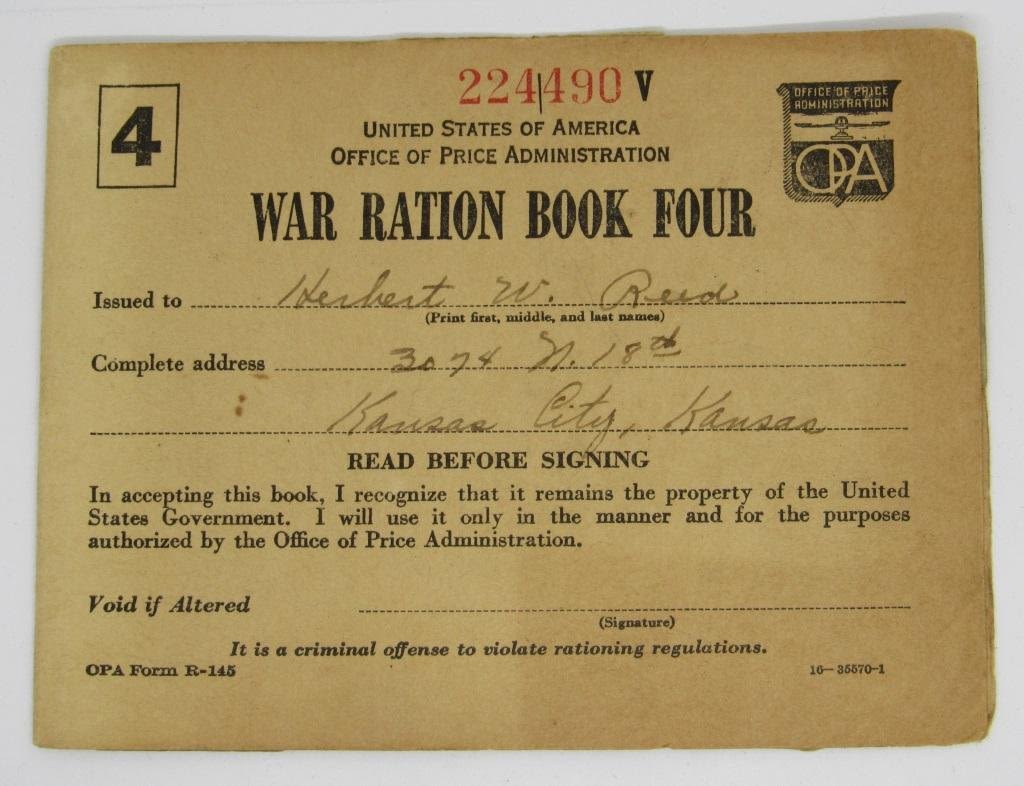 224490 V
4
OFFICE OF PRICE
ADMINISTRATION
OPA
UNITED STATES OF AMERICA
OFFICE OF PRICE ADMINISTRATION
WAR RATION BOOK FOUR
Issued to Herbert W. Reed
(Print first, middle, and last names)
Complete address 3074 N. 18th
Kansas City, Kansas
READ BEFORE SIGNING
In accepting this book, I recognize that it remains the property of the United
States Government. I will use it only in the manner and for the purposes
authorized by the Office of Price Administration.
Void if Altered
(Signature)
It is a criminal offense to violate rationing regulations.
OPA Form R-145 16—35570-1